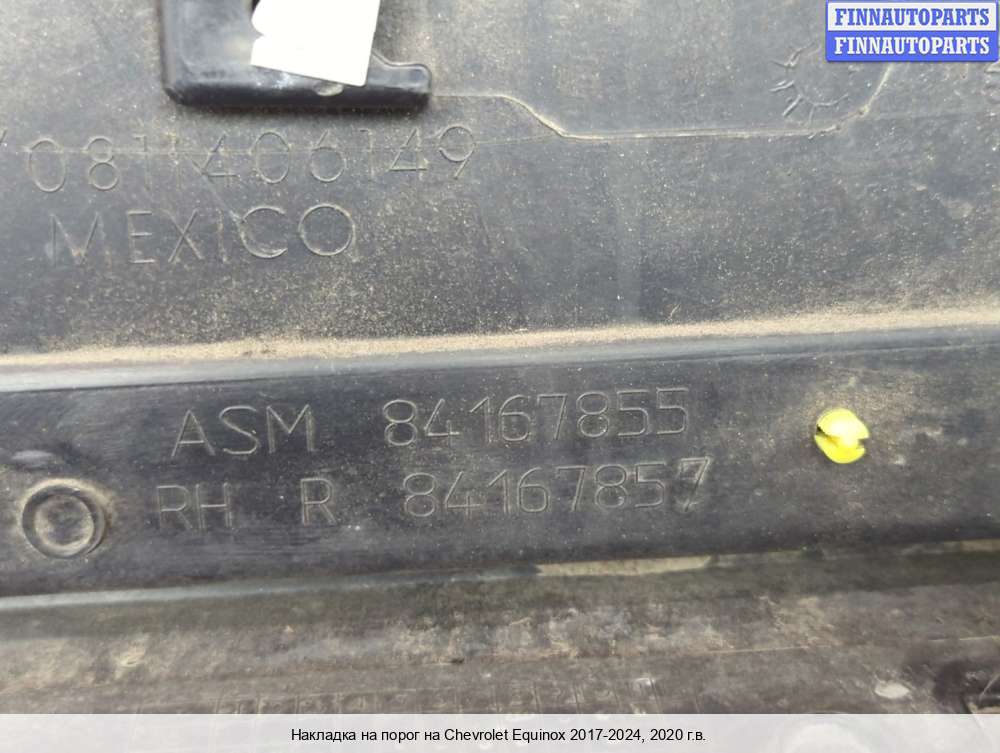 FINNAUTOPARTS
FINNAUTOPARTS
0811406149
MEXICO
ASM 84167855
RH R 84167857
Накладка на порог на Chevrolet Equinox 2017-2024, 2020 г.в.